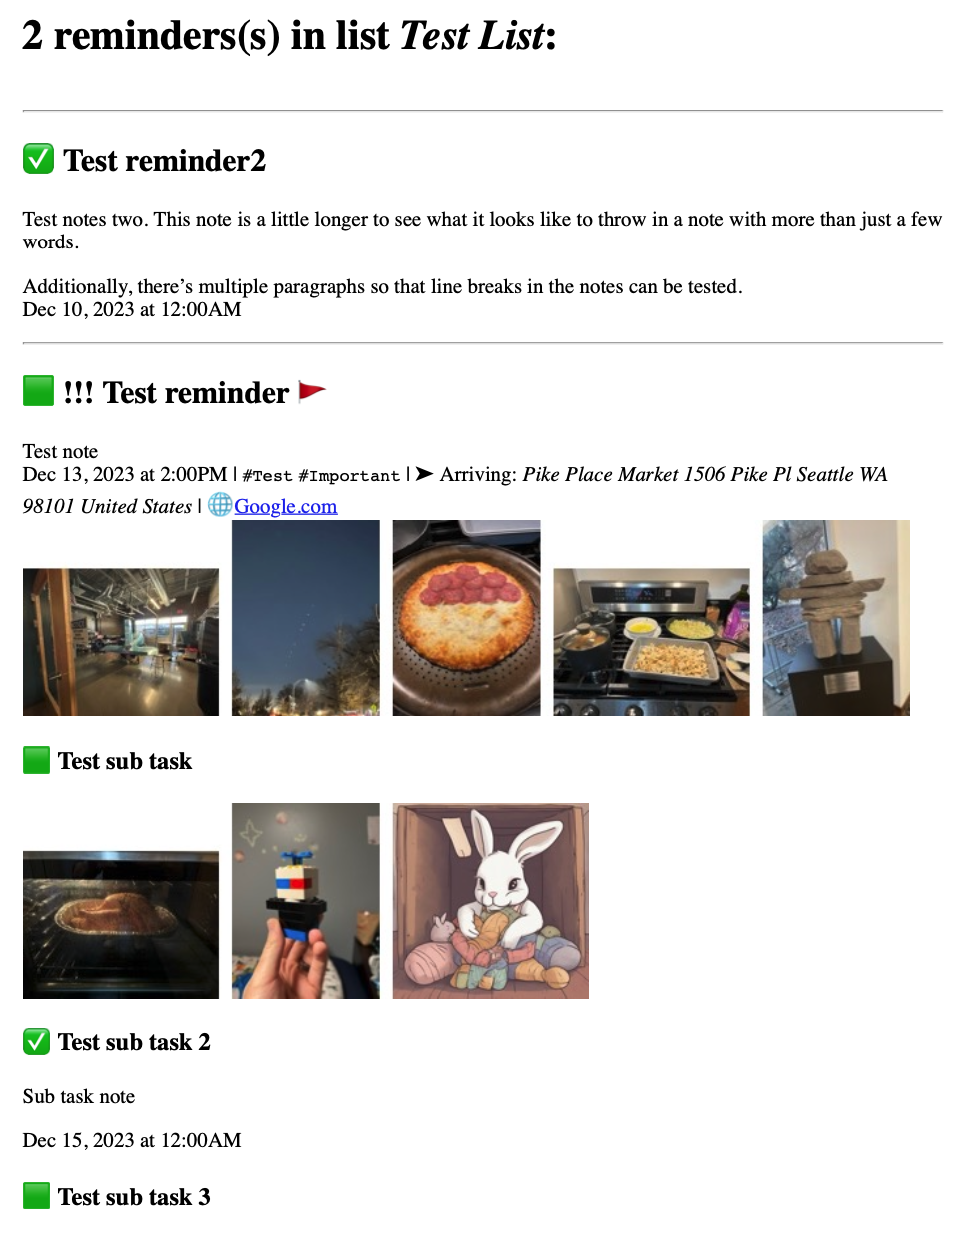 2 reminders(s) in list Test List:
✅ Test reminder2
Test notes two. This note is a little longer to see what it looks like to throw in a note with more than just a few
words.
Additionally, there’s multiple paragraphs so that line breaks in the notes can be tested.
Dec 10, 2023 at 12:00AM
🟩 !!! Test reminder 🚩
Test note
Dec 13, 2023 at 2:00PM | #Test #Important | ➤ Arriving: Pike Place Market 1506 Pike Pl Seattle WA
98101 United States | 🌐Google.com
🟩 Test sub task
✅ Test sub task 2
Sub task note
Dec 15, 2023 at 12:00AM
🟩 Test sub task 3